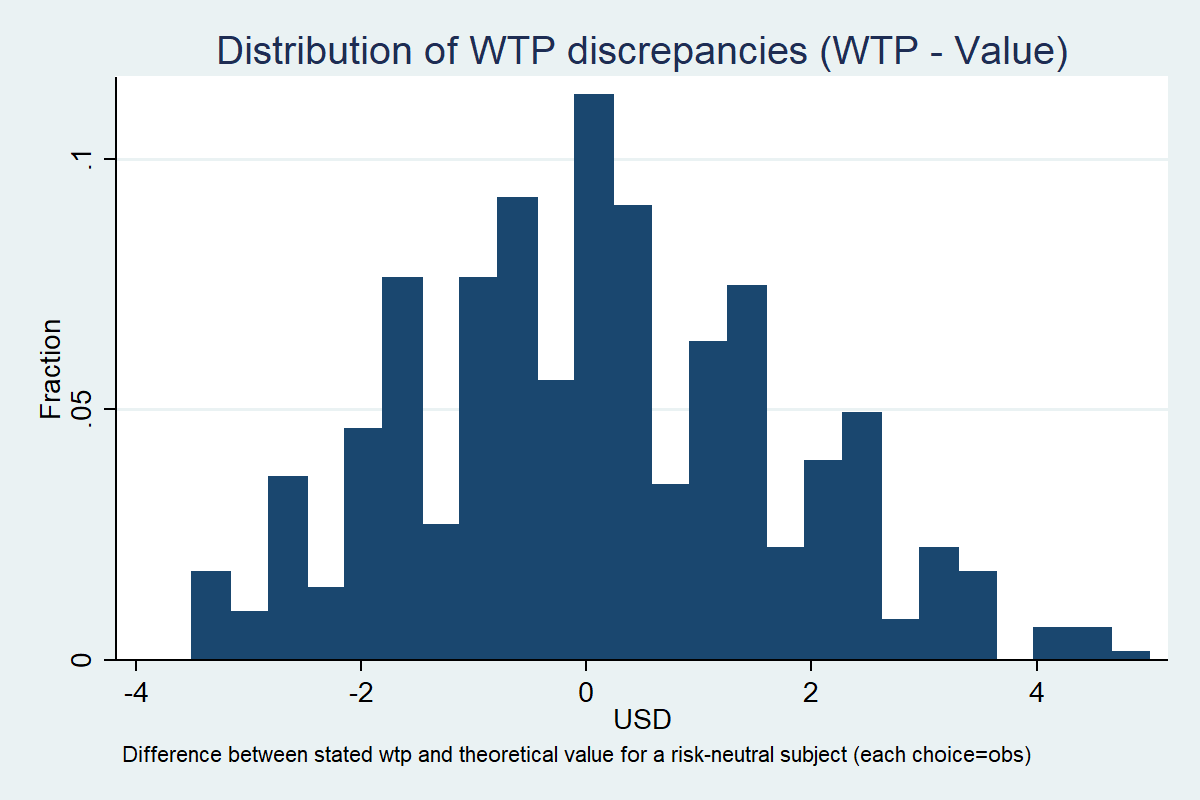 Distribution of WTP discrepancies (WTP - Value)
Fraction
.1
.05
0
-4 -2 0 2 4
USD
Difference between stated wtp and theoretical value for a risk-neutral subject (each choice=obs)